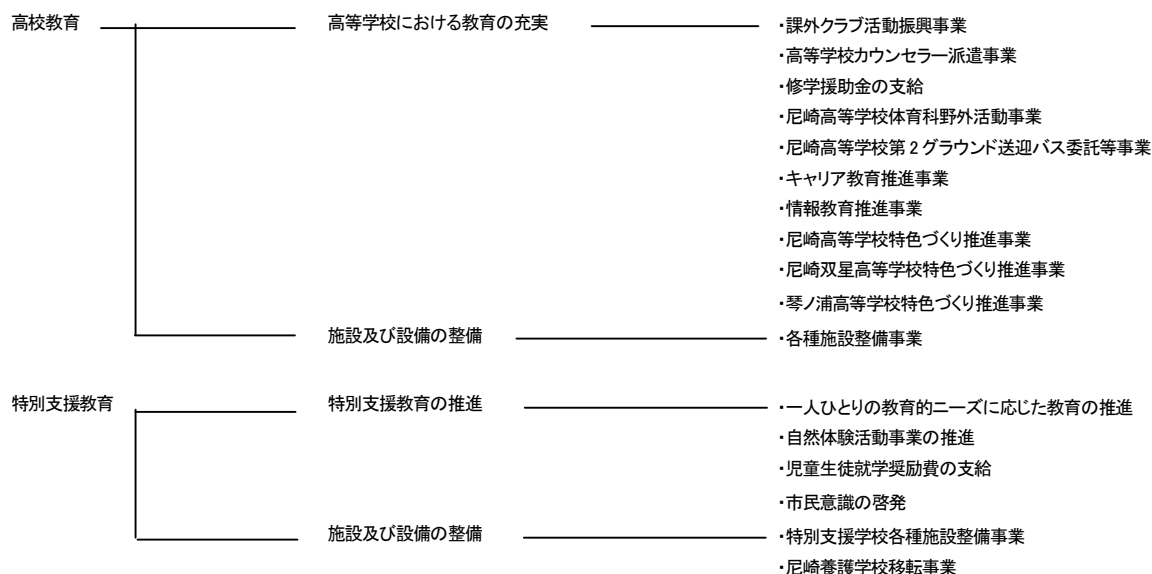 高校教育 高等学校における教育の充実 ・課外クラブ活動振興事業
・高等学校カウンセラー派遣事業
・修学援助金の支給
・尼崎高等学校体育科野外活動事業
・尼崎高等学校第2グラウンド送迎バス委託等事業
・キャリア教育推進事業
・情報教育推進事業
・尼崎高等学校特色づくり推進事業
・尼崎双星高等学校特色づくり推進事業
・琴ノ浦高等学校特色づくり推進事業
施設及び設備の整備 ・各種施設整備事業
特別支援教育 特別支援教育の推進 ・一人ひとりの教育的ニーズに応じた教育の推進
・自然体験活動事業の推進
・児童生徒就学奨励費の支給
・市民意識の啓発
施設及び設備の整備 ・特別支援学校各種施設整備事業
・尼崎養護学校移転事業